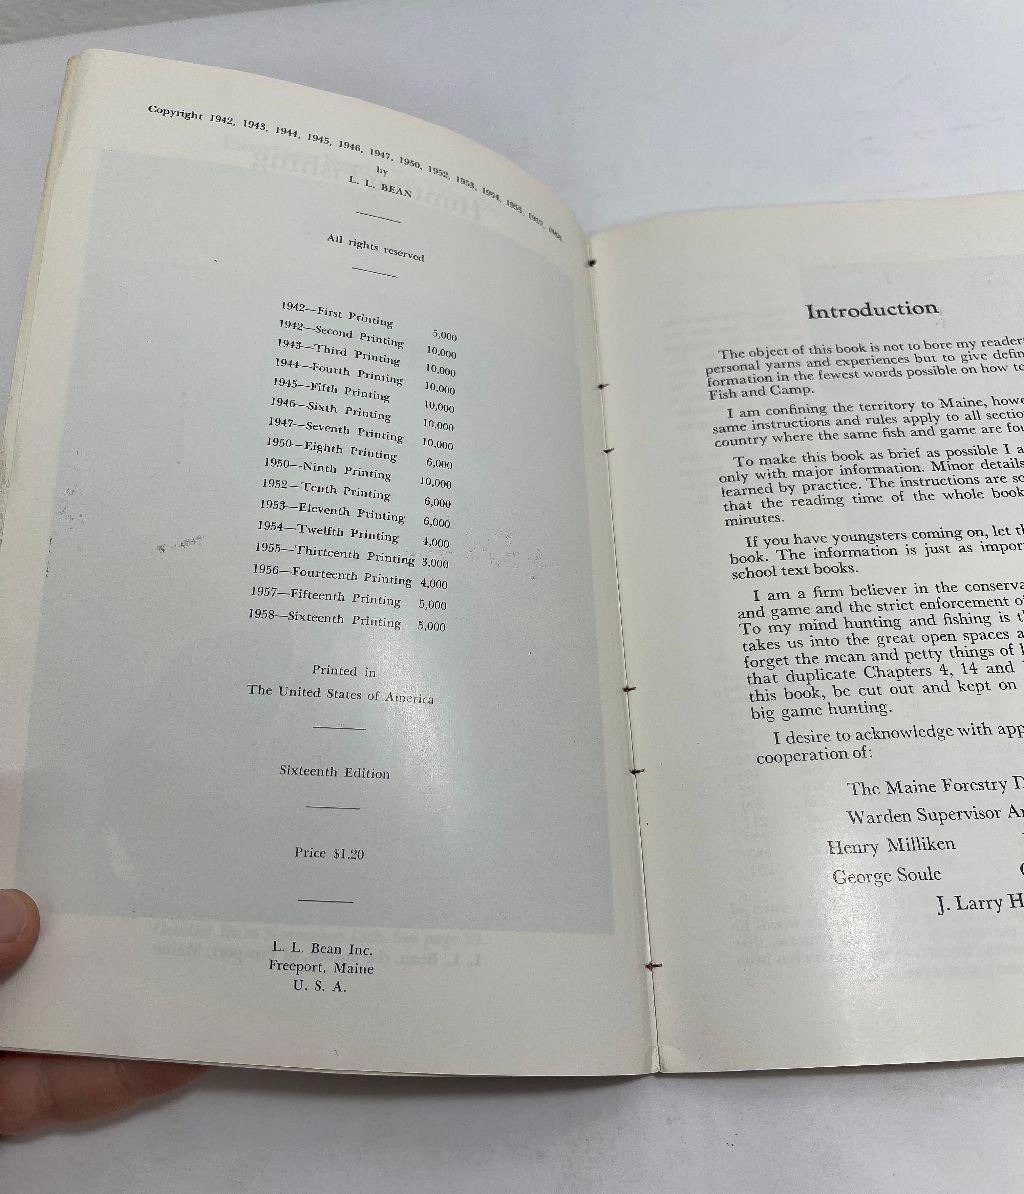 Copyright 1942, 1943, 1944, 1945, 1946, 1947, 1950, 1952, 1953, 1954, 1955, 1957, 1958
by
L. L. BEAN
All rights reserved
1942—First Printing 5,000
1942—Second Printing 10,000
1943—Third Printing 10,000
1944—Fourth Printing 10,000
1945—Fifth Printing 10,000
1946—Sixth Printing 10,000
1947—Seventh Printing 10,000
1950—Eighth Printing 6,000
1950—Ninth Printing 10,000
1952—Tenth Printing 6,000
1953—Eleventh Printing 6,000
1954—Twelfth Printing 4,000
1955—Thirteenth Printing 3,000
1956—Fourteenth Printing 4,000
1957—Fifteenth Printing 5,000
1958—Sixteenth Printing 5,000
Printed in
The United States of America
Sixteenth Edition
Price $1.20
L. L. Bean Inc.
Freeport, Maine
U. S. A.
Introduction
The object of this book is not to bore my reader
personal yarns and experiences but to give defin
formation in the fewest words possible on how to
Fish and Camp.
I am confining the territory to Maine, howe
same instructions and rules apply to all sectio
country where the same fish and game are fou
To make this book as brief as possible I a
only with major information. Minor details
learned by practice. The instructions are so
that the reading time of the whole book
minutes.
If you have youngsters coming on, let th
book. The information is just as impor
school text books.
I am a firm believer in the conserva
and game and the strict enforcement o
To my mind hunting and fishing is t
takes us into the great open spaces a
forget the mean and petty things of l
that duplicate Chapters 4, 14 and
this book, be cut out and kept on
big game hunting.
I desire to acknowledge with app
cooperation of:
The Maine Forestry D
Warden Supervisor Ar
Henry Milliken
George Soule
J. Larry H